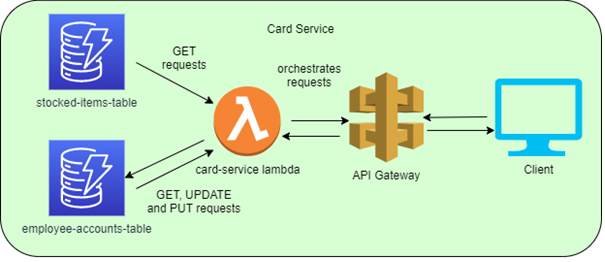 Card Service
GET
requests
orchestrates
requests
stocked-items-table
λ
card-service lambda
API Gateway
Client
GET, UPDATE
and PUT requests
employee-accounts-table